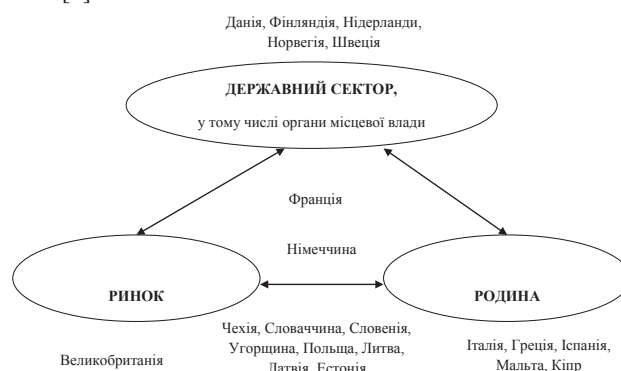 Данія, Фінляндія, Нідерланди,
Норвегія, Швеція
ДЕРЖАВНИЙ СЕКТОР,
у тому числі органи місцевої влади
Франція
Німеччина
РИНОК
РОДИНА
Чехія, Словаччина, Словенія,
Угорщина, Польща, Литва,
Латвія, Естонія
Великобританія
Італія, Греція, Іспанія,
Мальта, Кіпр